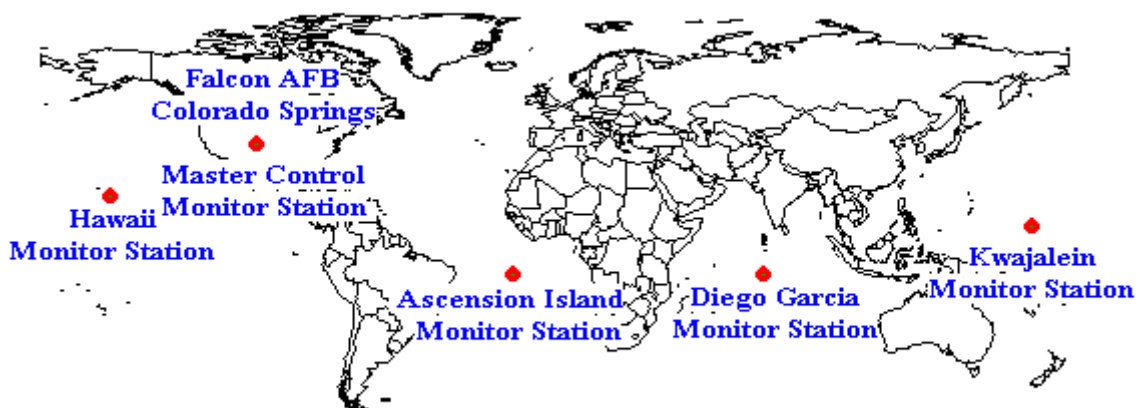 Falcon AFB
Colorado Springs
Master Control
Monitor Station
Hawaii
Monitor Station
Ascension Island
Monitor Station
Diego Garcia
Monitor Station
Kwajalein
Monitor Station